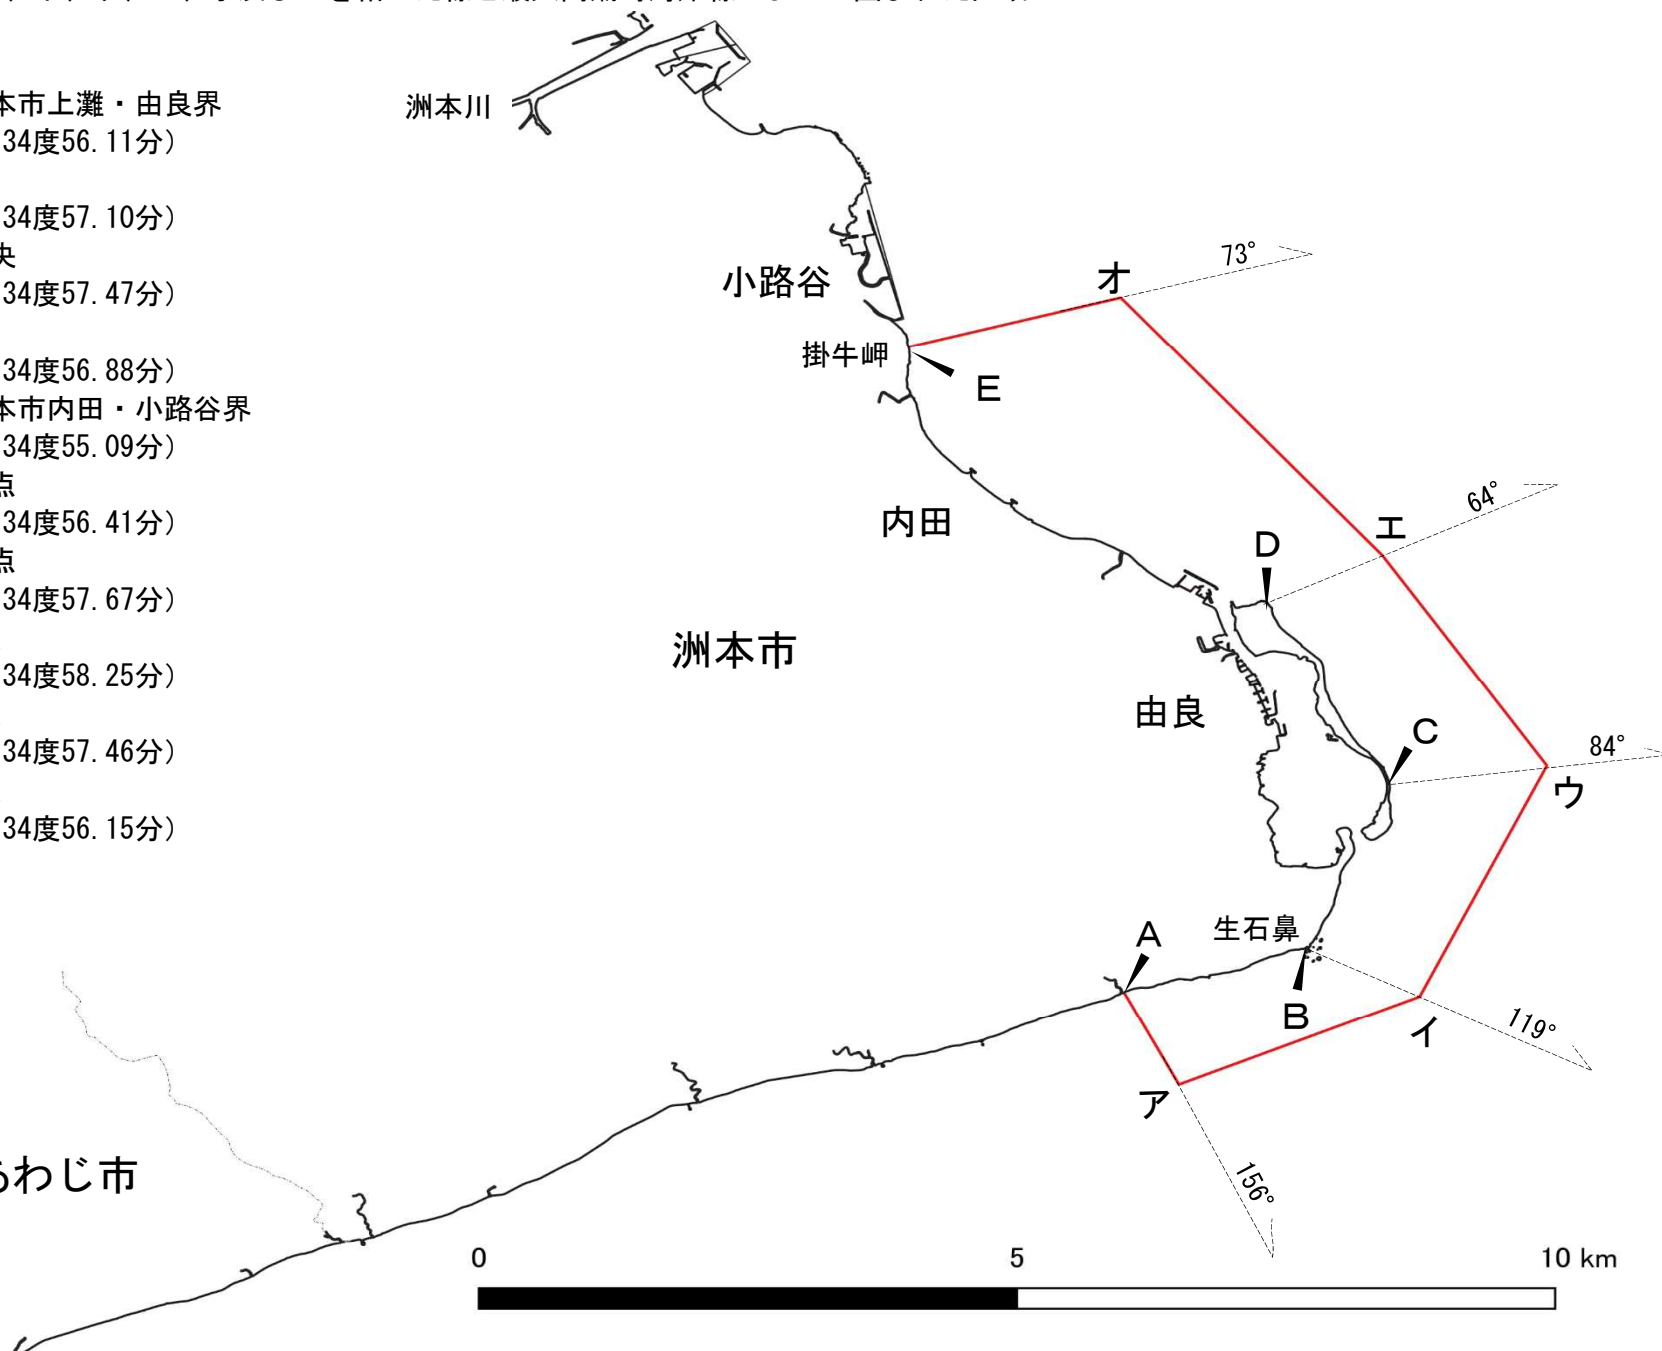 本市上灘・由良界
34度56.11分）
34度57.10分）
央
34度57.47分）
34度56.88分）
本市内田・小路谷界
34度55.09分）
点
34度56.41分）
点
34度57.67分）
34度58.25分）
34度57.46分）
34度56.15分）
洲本川
小路谷
掛牛岬
E
オ
73°
内田
エ
64°
D
洲本市
由良
C
84°
ウ
生石鼻
A
B
イ
119°
ア
156°
わじ市
0 5 10 km